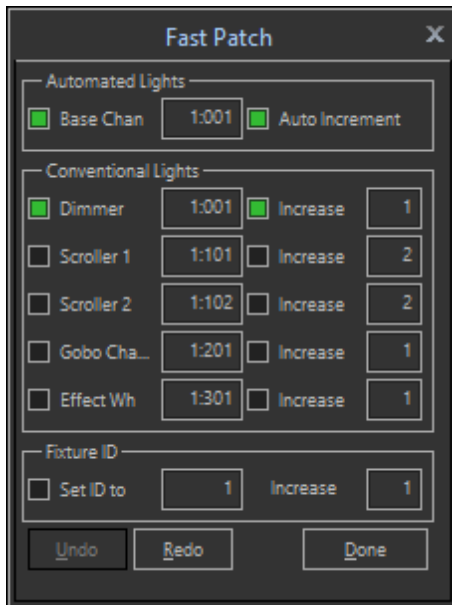 Fast Patch X
Automated Lights
Base Chan 1:001 Auto Increment
Conventional Lights
Dimmer 1:001 Increase 1
Scroller 1 1:101 Increase 2
Scroller 2 1:102 Increase 2
Gobo Cha... 1:201 Increase 1
Effect Wh 1:301 Increase 1
Fixture ID
Set ID to 1 Increase 1
Undo Redo Done